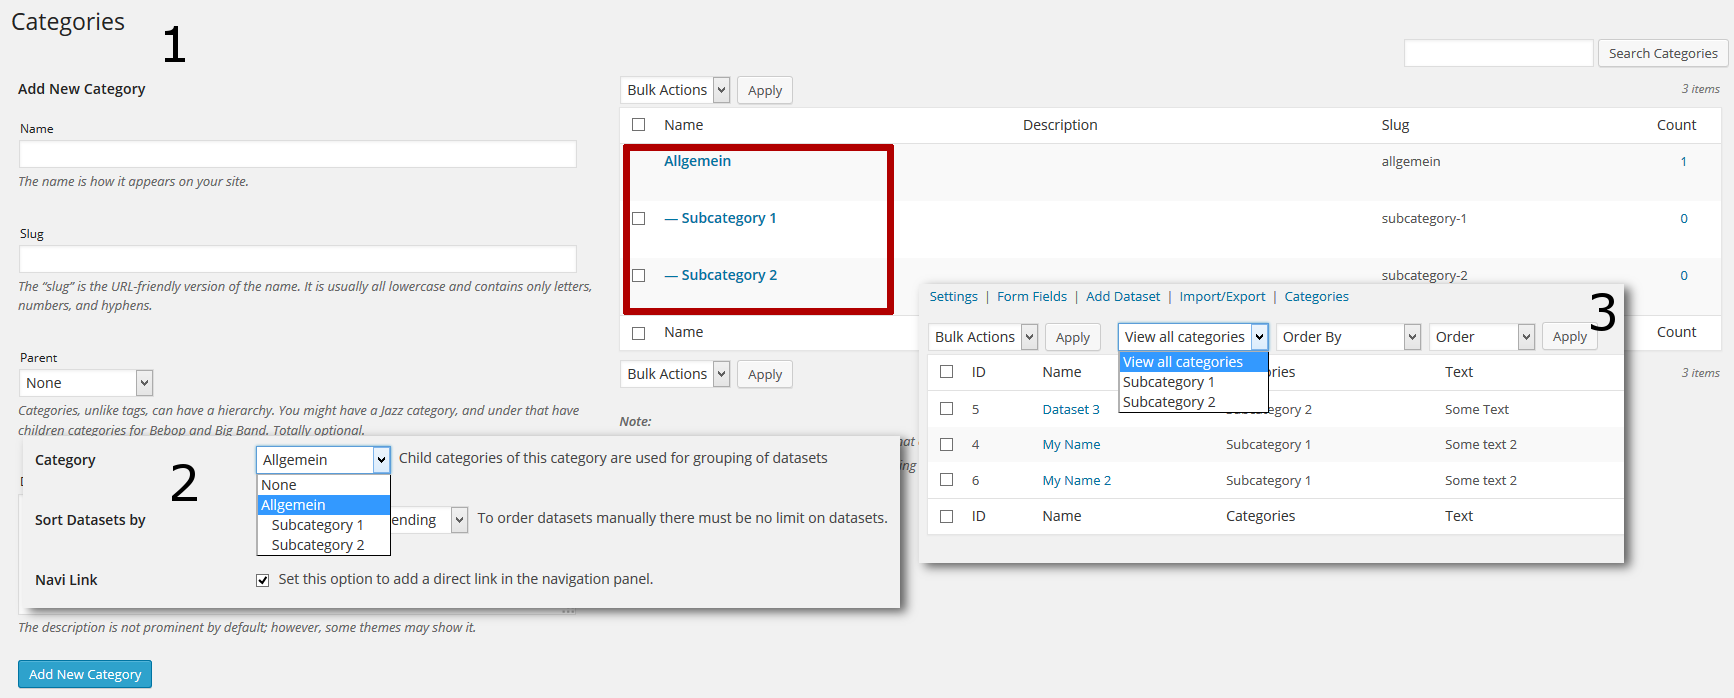 Categories
1
Search Categories
Add New Category
Bulk Actions Apply 3 items
Name Description Slug Count
Name
The name is how it appears on your site.
Allgemein allgemein 1
— Subcategory 1 subcategory-1 0
— Subcategory 2 subcategory-2 0
Name Count
Bulk Actions Apply 3 items
Note:
Slug
The “slug” is the URL-friendly version of the name. It is usually all lowercase and contains only letters,
numbers, and hyphens.
Parent
None
Categories, unlike tags, can have a hierarchy. You might have a Jazz category, and under that have
children categories for Bebop and Big Band. Totally optional.
2
Category Allgemein Child categories of this category are used for grouping of datasets
None
Allgemein
Subcategory 1
Subcategory 2
Sort Datasets by ending To order datasets manually there must be no limit on datasets.
Navi Link Set this option to add a direct link in the navigation panel.
The description is not prominent by default; however, some themes may show it.
Add New Category
3
Settings | Form Fields | Add Dataset | Import/Export | Categories
Bulk Actions Apply View all categories Order By Order Apply
View all categories
Subcategory 1
Subcategory 2
ID Name ries Text
5 Dataset 3 egory 2 Some Text
4 My Name Subcategory 1 Some text 2
6 My Name 2 Subcategory 1 Some text 2
ID Name Categories Text